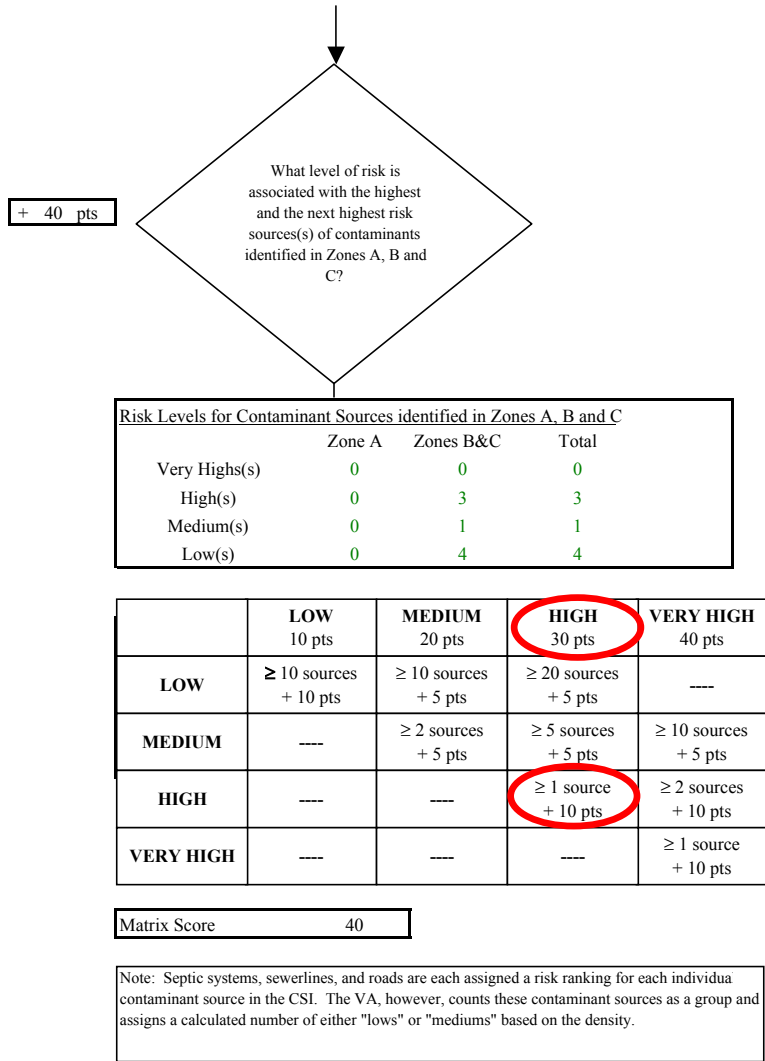 What level of risk is
associated with the highest
and the next highest risk
sources(s) of contaminants
identified in Zones A, B and
C?
+ 40 pts
Risk Levels for Contaminant Sources identified in Zones A, B and C
Zone A Zones B&C Total
Very Highs(s) 0 0 0
High(s) 0 3 3
Medium(s) 0 1 1
Low(s) 0 4 4
LOW MEDIUM HIGH VERY HIGH
10 pts 20 pts 30 pts 40 pts
LOW ≥ 10 sources ≥ 10 sources ≥ 20 sources ----
+ 10 pts + 5 pts + 5 pts
MEDIUM ---- ≥ 2 sources ≥ 5 sources ≥ 10 sources
+ 5 pts + 5 pts + 5 pts
HIGH ---- ---- ≥ 1 source ≥ 2 sources
+ 10 pts + 10 pts
VERY HIGH ---- ---- ---- ≥ 1 source
+ 10 pts
Matrix Score 40
Note: Septic systems, sewerlines, and roads are each assigned a risk ranking for each individua
contaminant source in the CSI. The VA, however, counts these contaminant sources as a group and
assigns a calculated number of either "lows" or "mediums" based on the density.